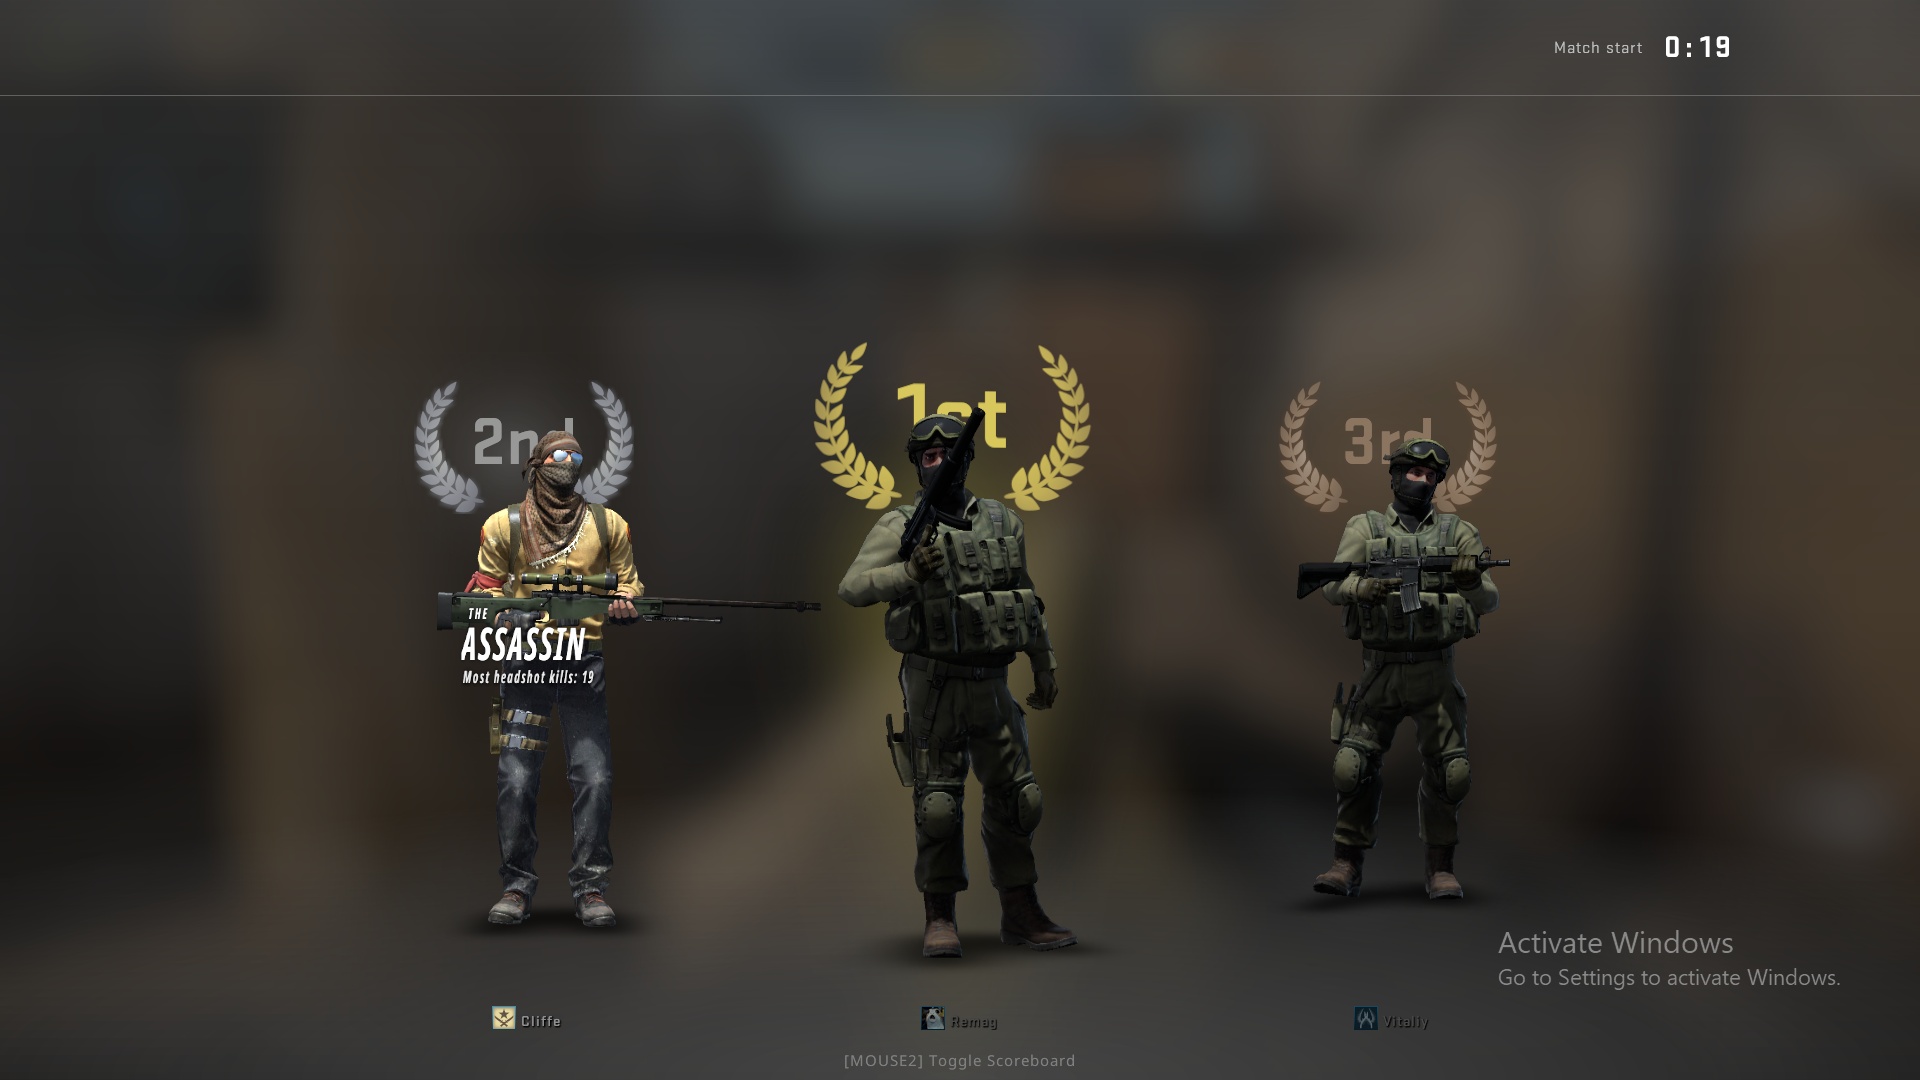 Match start 0:19
2nd
1st
3rd
THE
ASSASSIN
Most headshot kills: 19
Activate Windows
Go to Settings to activate Windows.
Cliffe
Remag
Vitaliy
[MOUSE2] Toggle Scoreboard